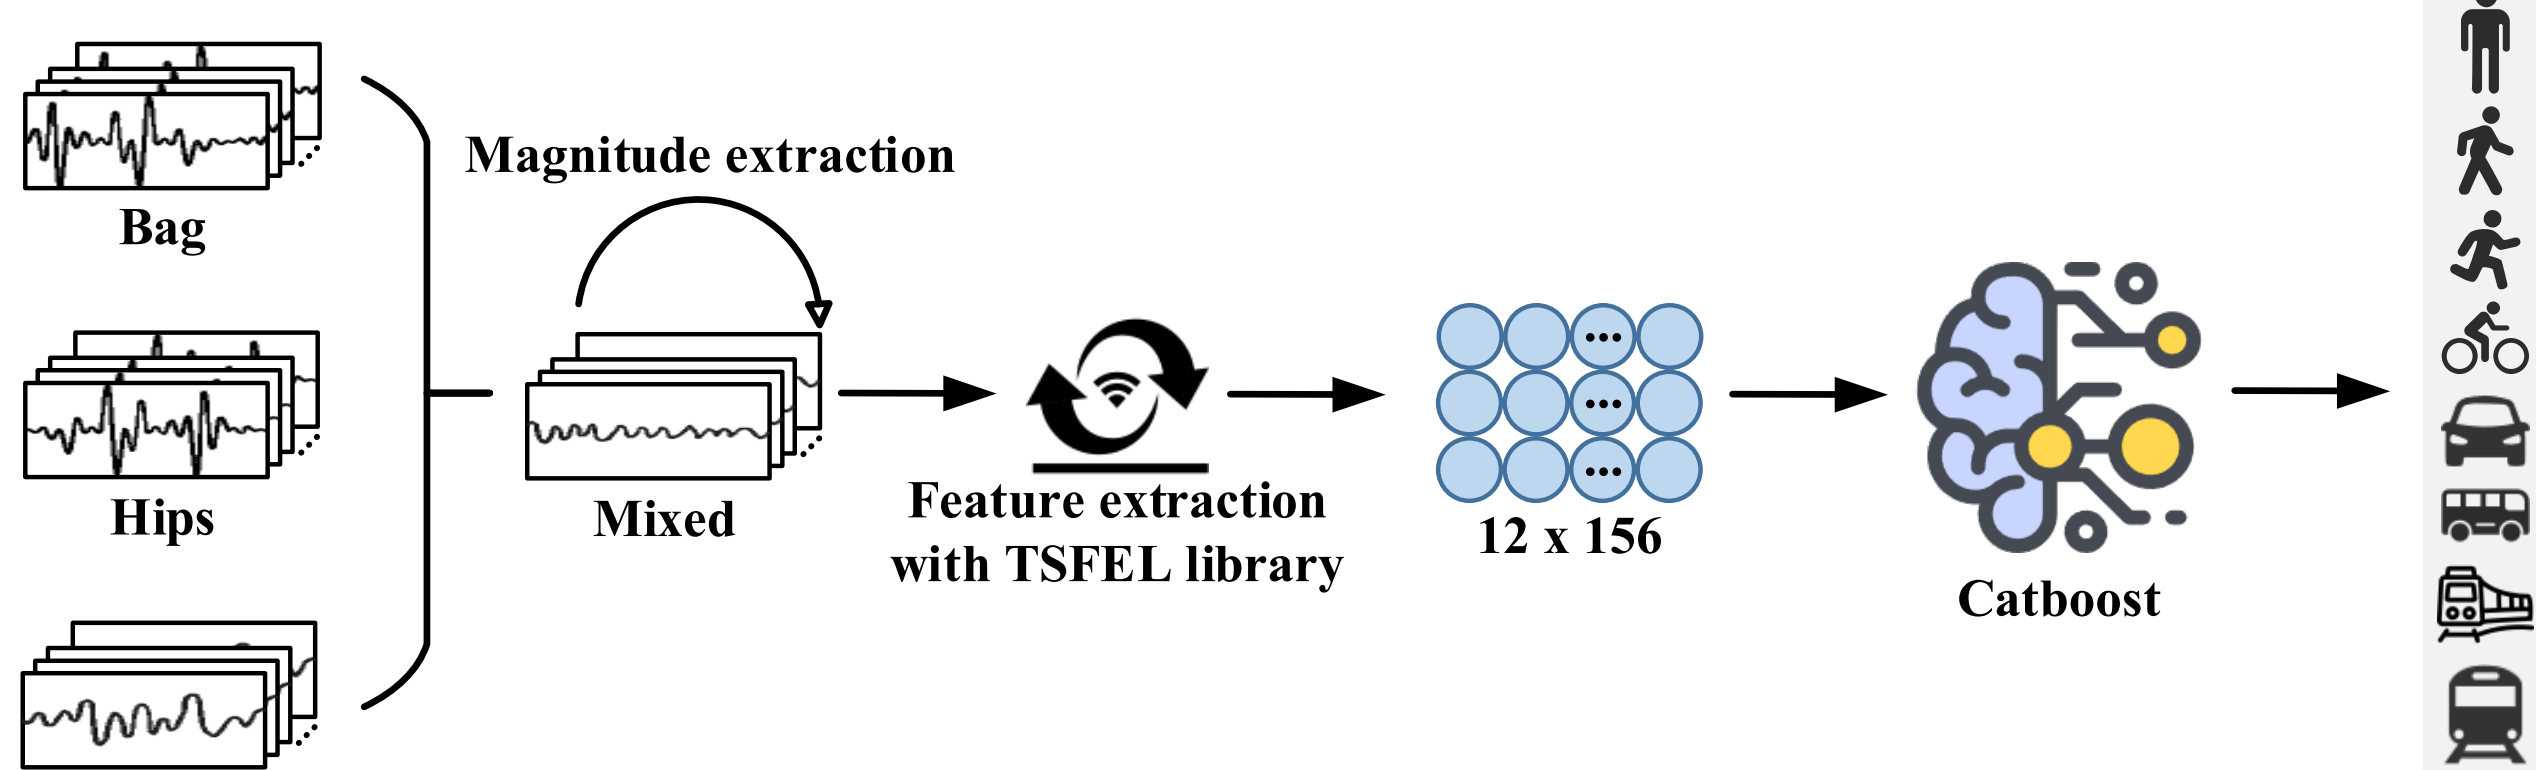 Magnitude extraction
Bag
Hips
Mixed
Feature extraction
with TSFEL library
12 x 156
Catboost